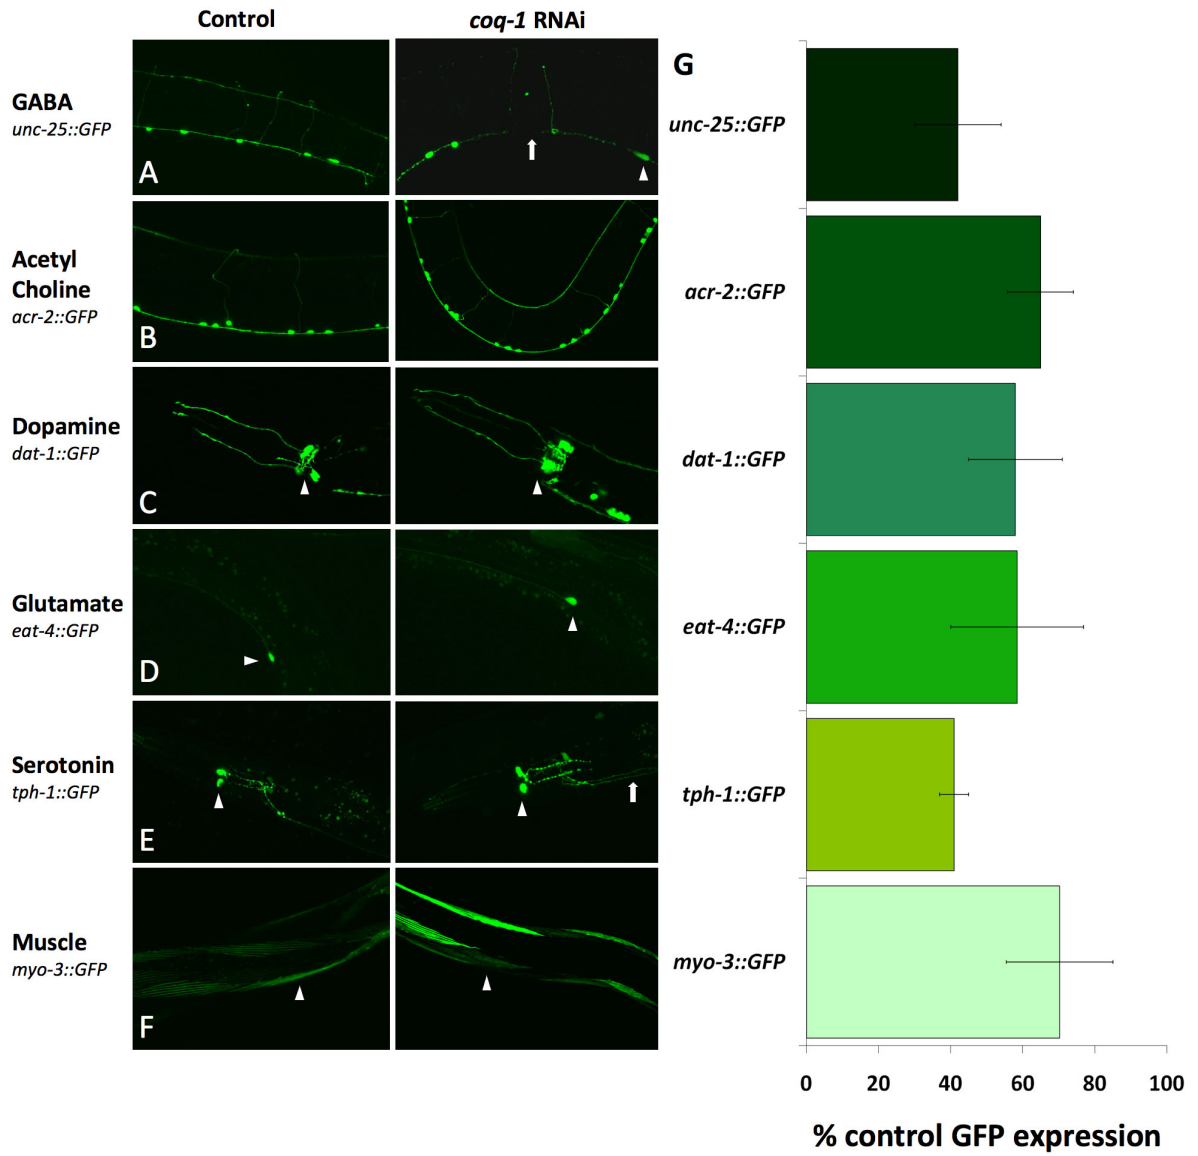 Control
coq-1 RNAi
GABA
unc-25::GFP
A
Acetyl
Choline
acr-2::GFP
B
Dopamine
dat-1::GFP
C
Glutamate
eat-4::GFP
D
Serotonin
tph-1::GFP
E
Muscle
myo-3::GFP
F
G
unc-25::GFP
acr-2::GFP
dat-1::GFP
eat-4::GFP
tph-1::GFP
myo-3::GFP
0 20 40 60 80 100
% control GFP expression